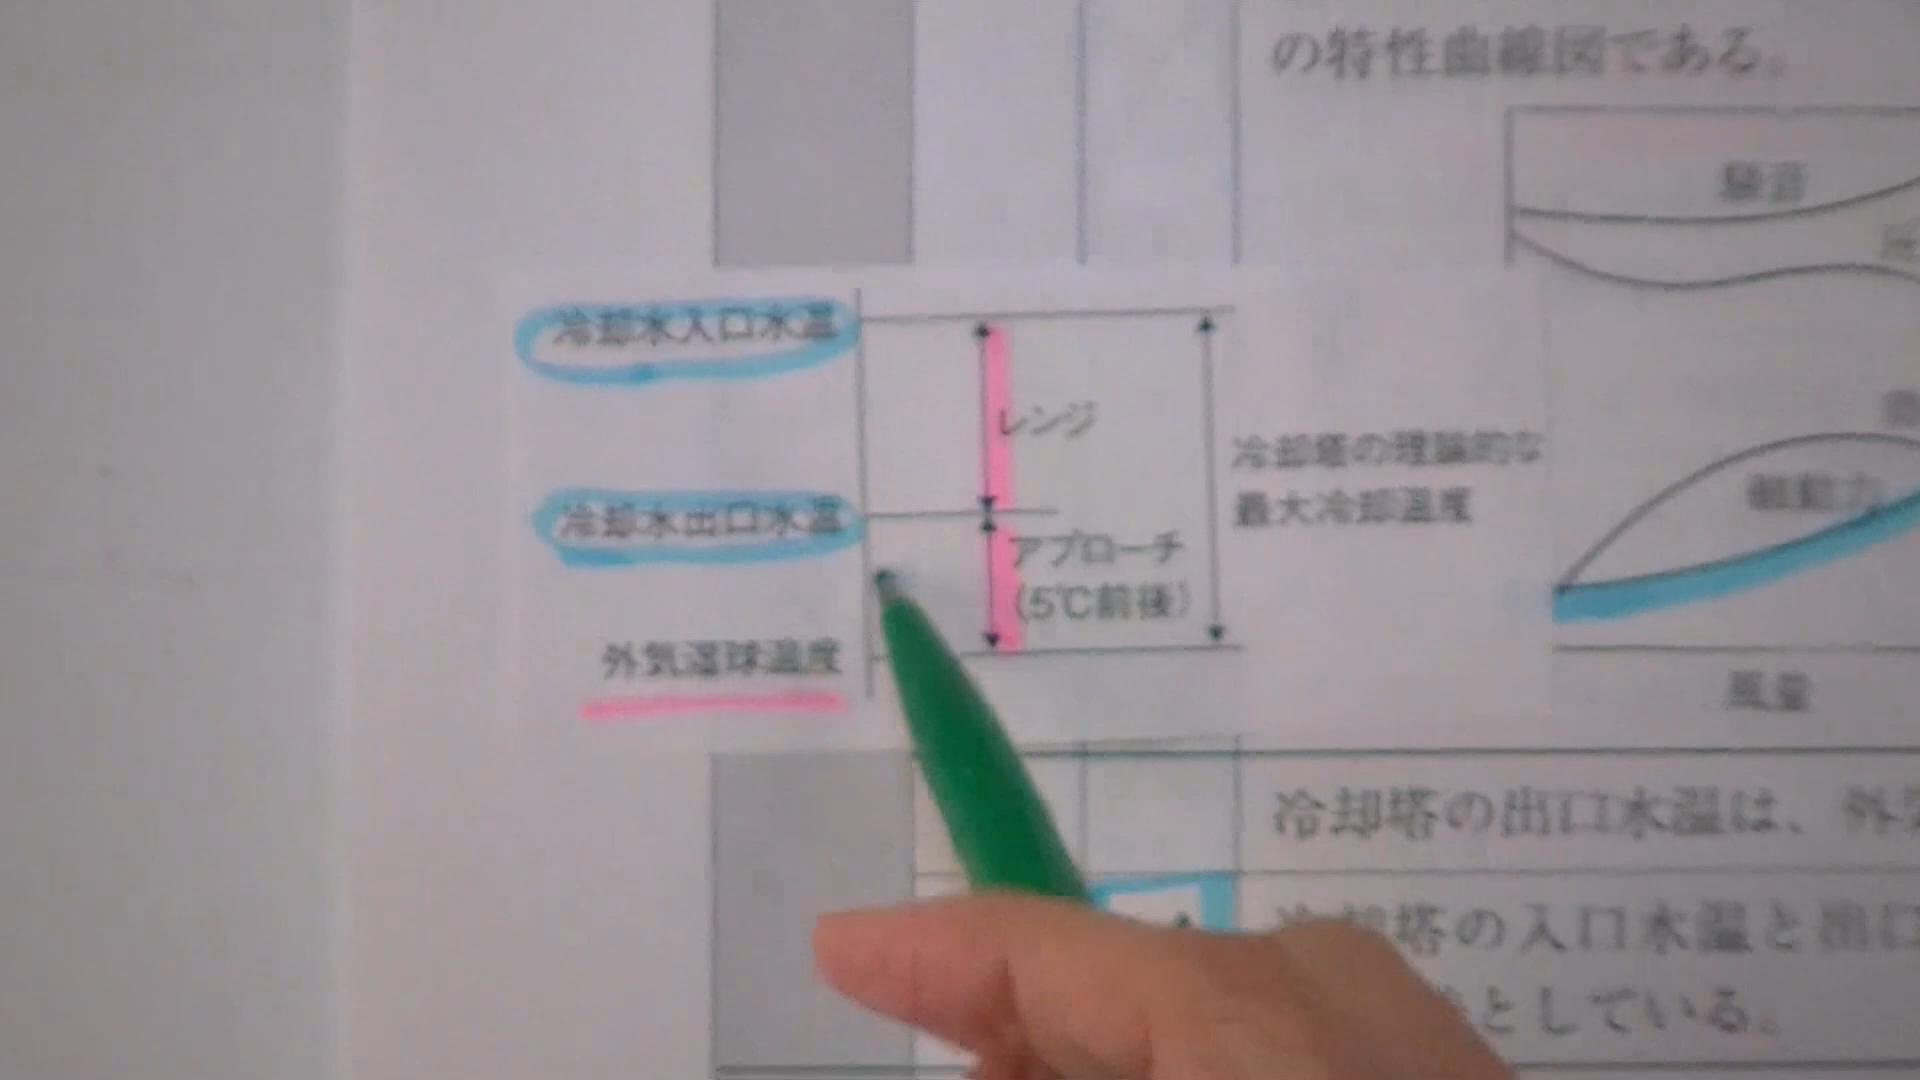 の特性曲線図である。
騒音
冷却水入口水温
レンジ
冷却塔の理論的な
最大冷却温度
冷却水出口水温
アプローチ
(5℃前後)
軸動力
外気湿球温度
風量
冷却塔の出口水温は、外
冷却塔の入口水温と出口
としている。